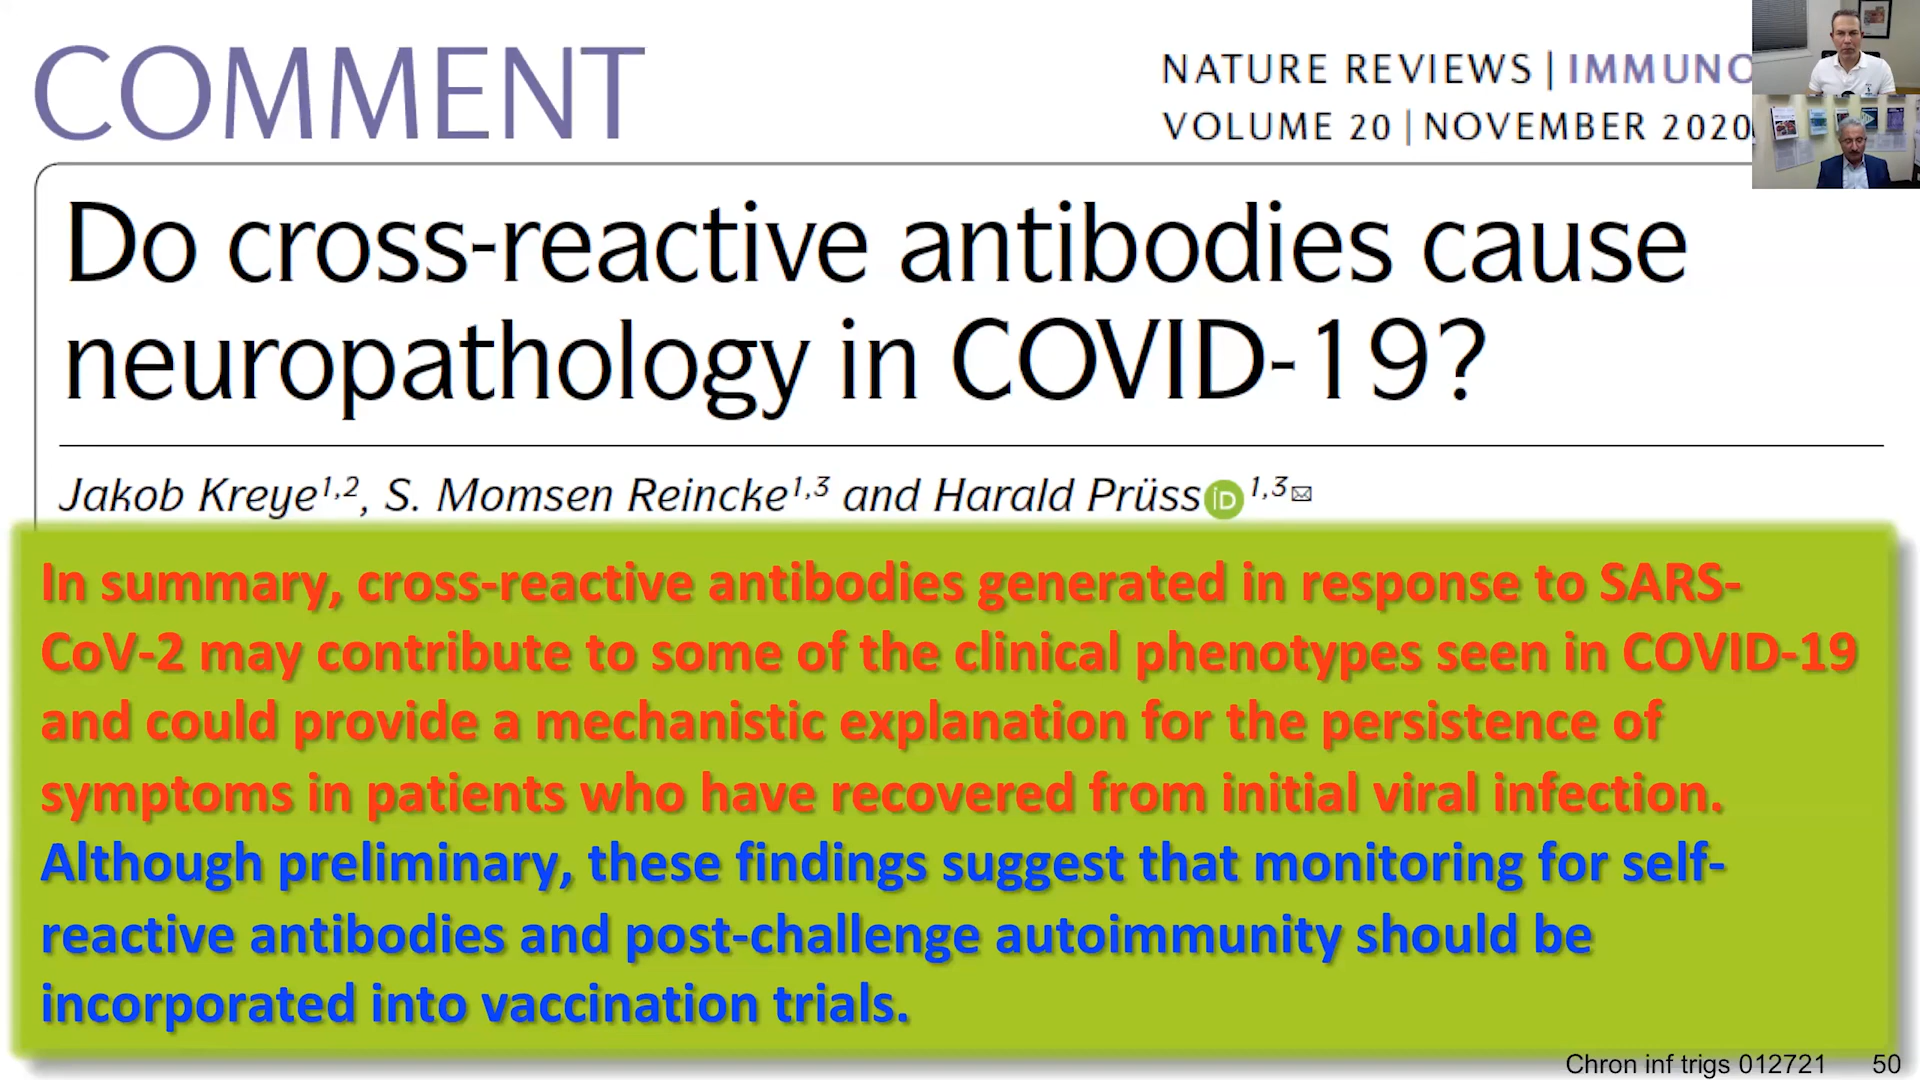 COMMENT
NATURE REVIEWS | IMMUNO
VOLUME 20 | NOVEMBER 2020
Do cross-reactive antibodies cause
neuropathology in COVID-19?
Jakob Kreye1,2, S. Momsen Reincke1,3 and Harald Prüss iD 1,3
In summary, cross-reactive antibodies generated in response to SARS-
CoV-2 may contribute to some of the clinical phenotypes seen in COVID-19
and could provide a mechanistic explanation for the persistence of
symptoms in patients who have recovered from initial viral infection.
Although preliminary, these findings suggest that monitoring for self-
reactive antibodies and post-challenge autoimmunity should be
incorporated into vaccination trials.
Chron inf trigs 012721 50